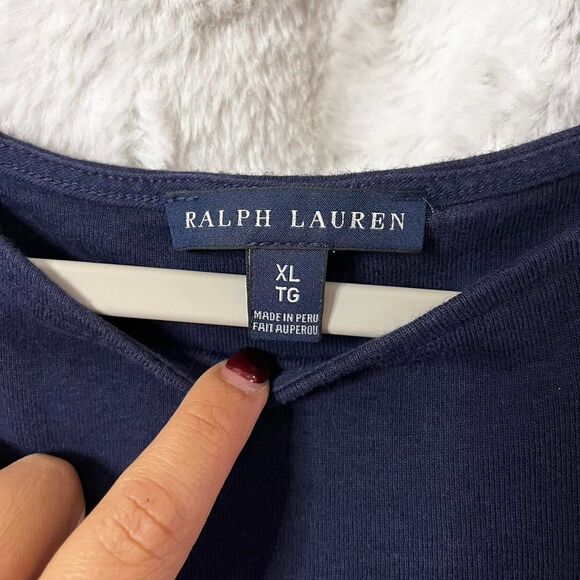 RALPH LAUREN
XL
TG
MADE IN PERU
FAIT AU PEROU